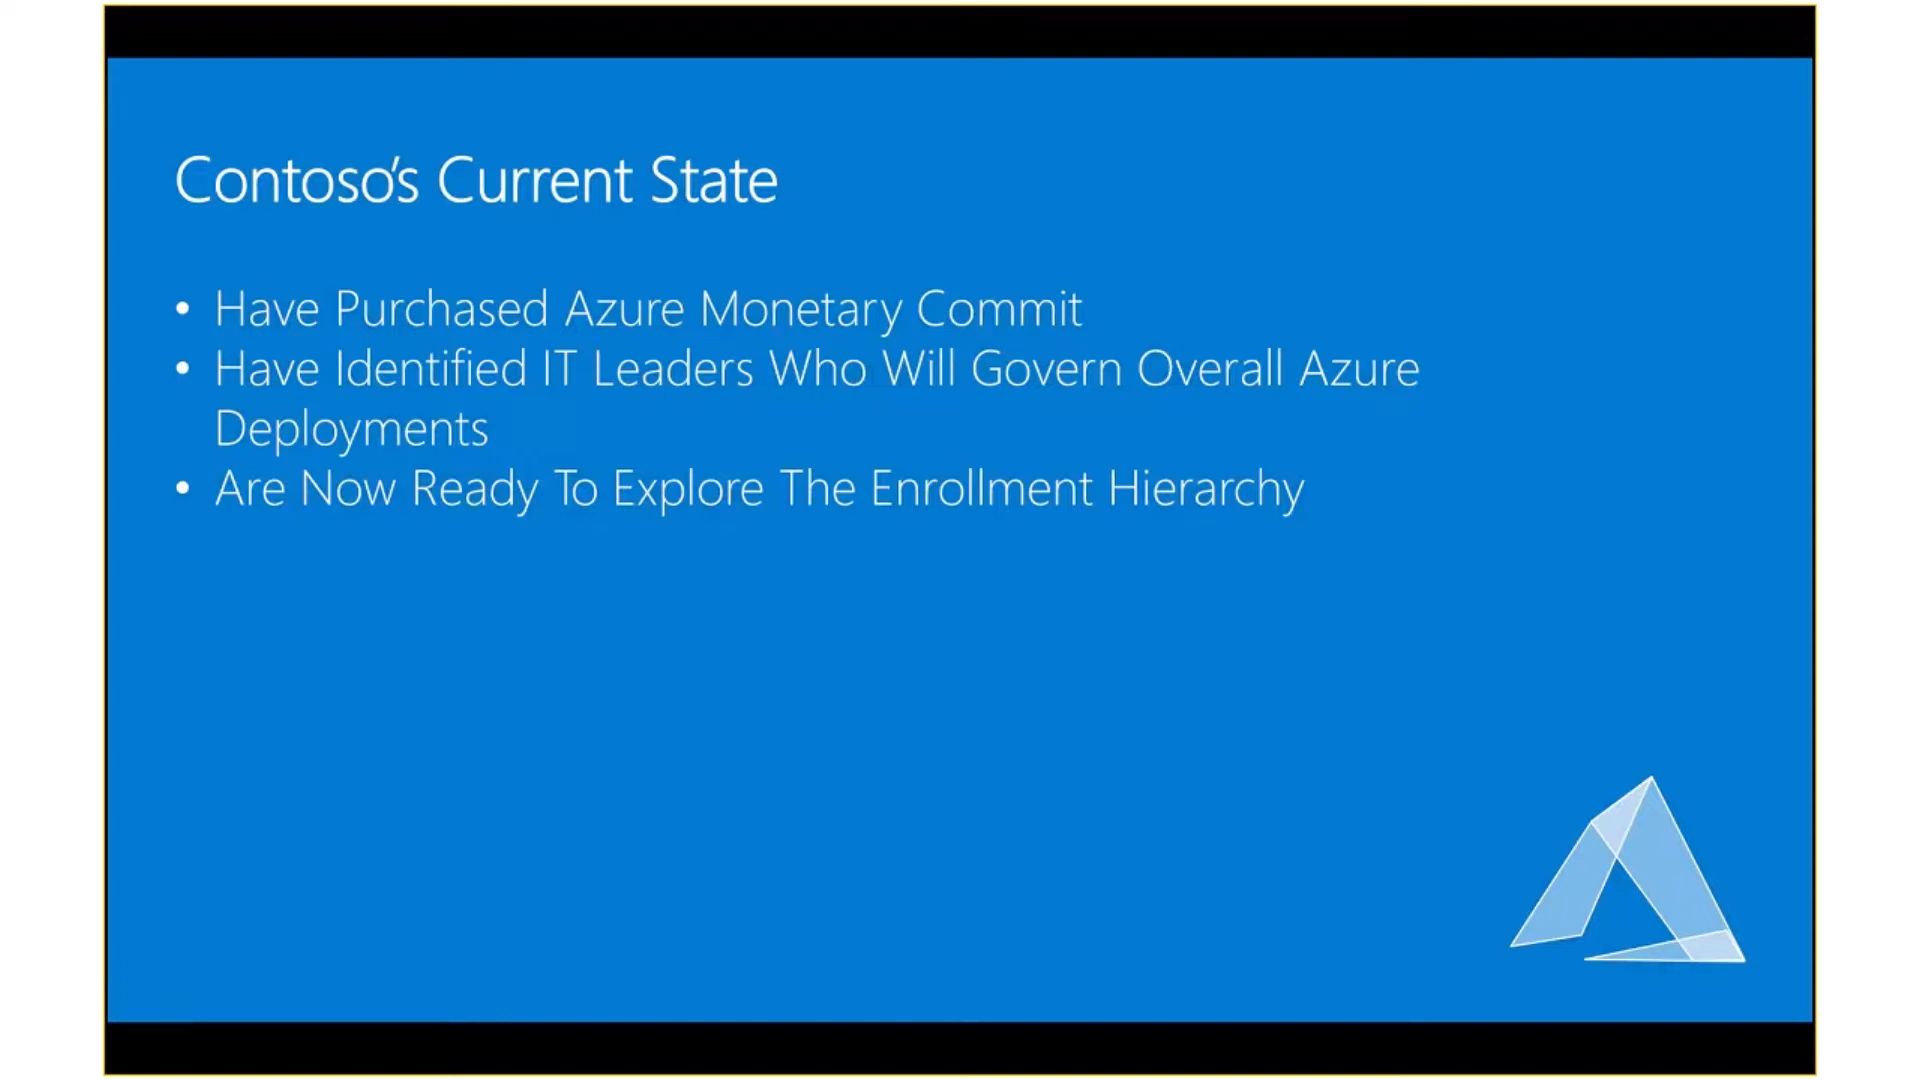 Contoso's Current State
• Have Purchased Azure Monetary Commit
• Have Identified IT Leaders Who Will Govern Overall Azure
Deployments
• Are Now Ready To Explore The Enrollment Hierarchy